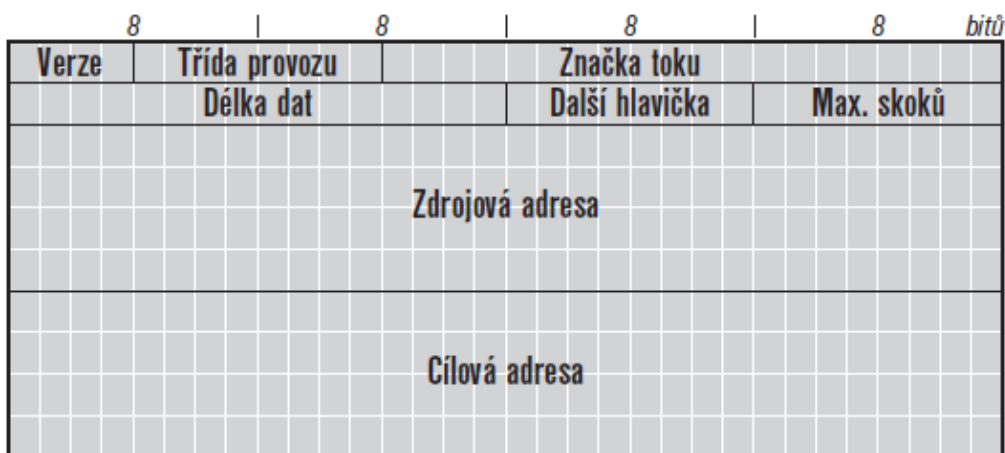 8 8 8 8 bitů
Verze Třída provozu Značka toku
Délka dat Další hlavička Max. skoků
Zdrojová adresa
Cílová adresa